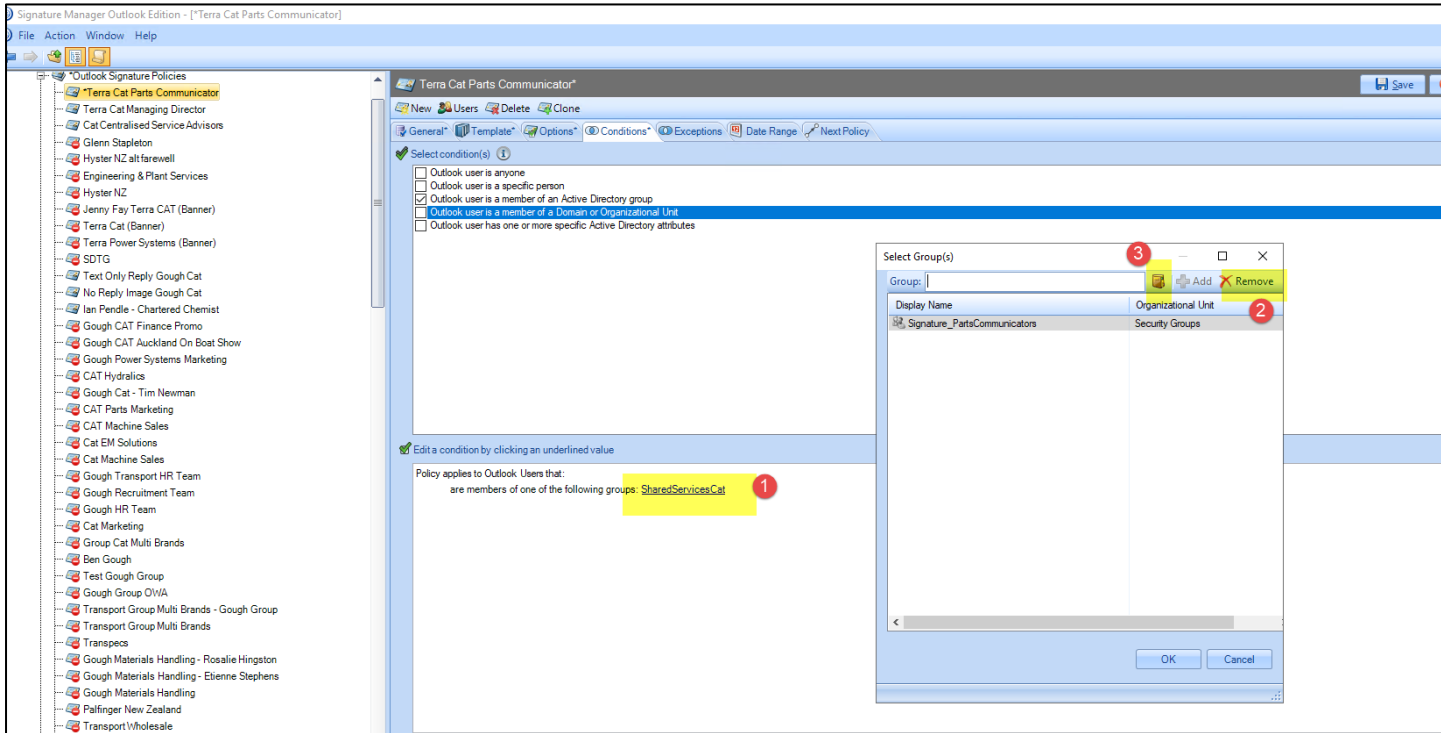 Signature Manager Outlook Edition - [*Terra Cat Parts Communicator]
File Action Window Help
*Outlook Signature Policies
*Terra Cat Parts Communicator
Terra Cat Managing Director
Cat Centralised Service Advisors
Glenn Stapleton
Hyster NZ alt farewell
Engineering & Plant Services
Hyster NZ
Jenny Fay Terra CAT (Banner)
Terra Cat (Banner)
Terra Power Systems (Banner)
SDTG
Text Only Reply Gough Cat
No Reply Image Gough Cat
Ian Pendle - Chartered Chemist
Gough CAT Finance Promo
Gough CAT Auckland On Boat Show
Gough Power Systems Marketing
CAT Hydralics
Gough Cat - Tim Newman
CAT Parts Marketing
CAT Machine Sales
Cat EM Solutions
Cat Machine Sales
Gough Transport HR Team
Gough Recruitment Team
Gough HR Team
Cat Marketing
Group Cat Multi Brands
Ben Gough
Test Gough Group
Gough Group OWA
Transport Group Multi Brands - Gough Group
Transport Group Multi Brands
Transpecs
Gough Materials Handling - Rosalie Hingston
Gough Materials Handling - Etienne Stephens
Gough Materials Handling
Palfinger New Zealand
Transport Wholesale
Terra Cat Parts Communicator*
Save
New Users Delete Clone
General* Template* Options* Conditions* Exceptions Date Range Next Policy
Select condition(s)
Outlook user is anyone
Outlook user is a specific person
Outlook user is a member of an Active Directory group
Outlook user is a member of a Domain or Organizational Unit
Outlook user has one or more specific Active Directory attributes
Edit a condition by clicking an underlined value
Policy applies to Outlook Users that:
are members of one of the following groups: SharedServicesCat
1
Select Group(s)
3
Group: Add Remove
Display Name Organizational Unit
2
Signature_PartsCommunicators Security Groups
OK Cancel